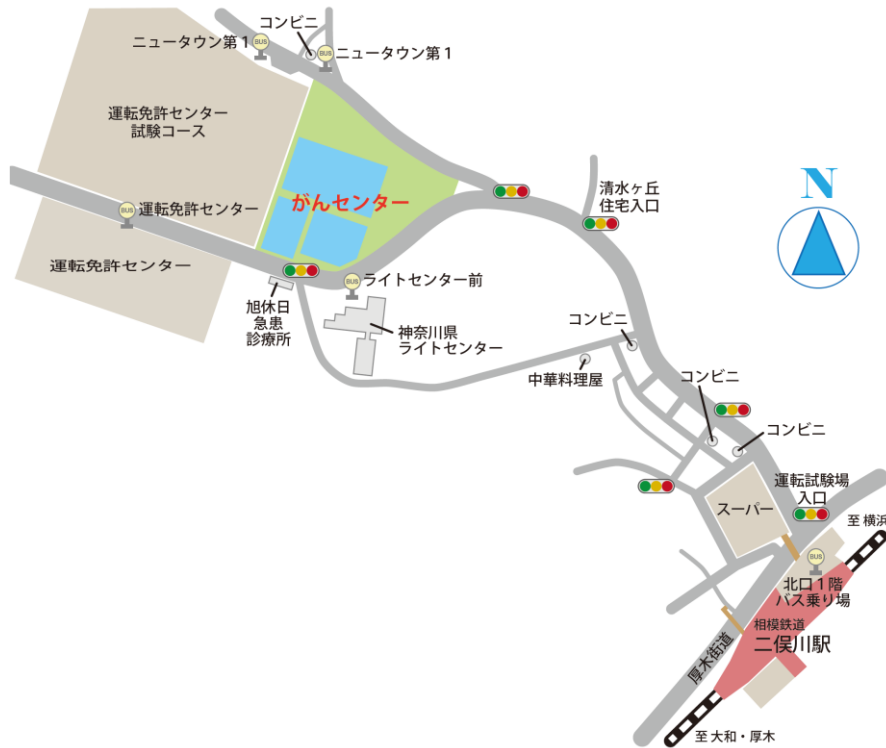 コンビニ
ニュータウン第1
BUS
BUS
ニュータウン第1
運転免許センター
試験コース
N
がんセンター
清水ヶ丘
住宅入口
BUS
運転免許センター
運転免許センター
BUS
ライトセンター前
旭休日
急患
診療所
神奈川県
ライトセンター
コンビニ
中華料理屋
コンビニ
コンビニ
運転試験場
入口
スーパー
至 横浜
BUS
北口1階
バス乗り場
相模鉄道
二俣川駅
厚木街道
至 大和・厚木